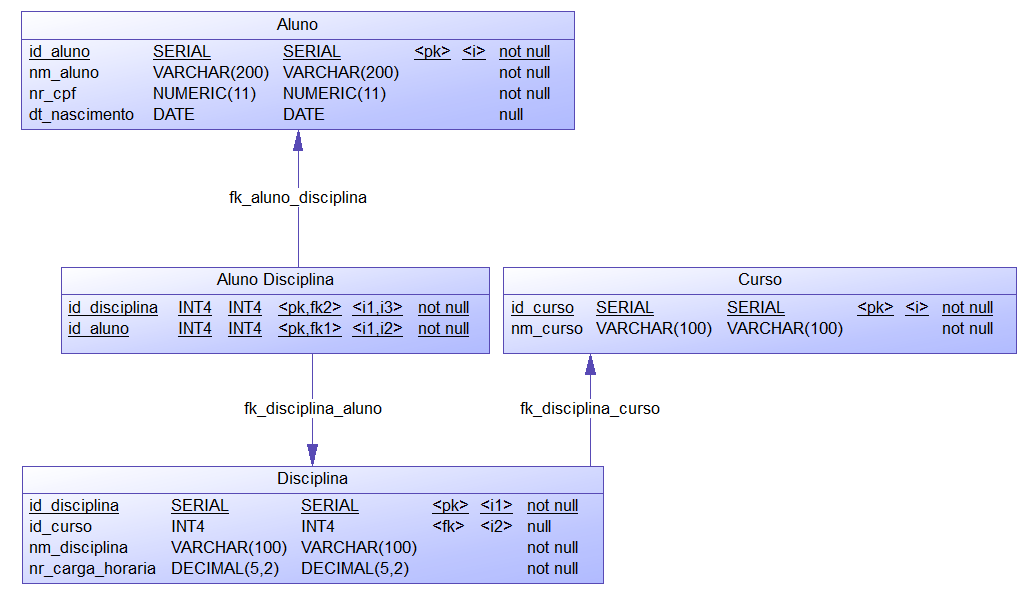 Aluno
id_aluno SERIAL SERIAL <pk> <i> not null
nm_aluno VARCHAR(200) VARCHAR(200) not null
nr_cpf NUMERIC(11) NUMERIC(11) not null
dt_nascimento DATE DATE null
fk_aluno_disciplina
Aluno Disciplina
id_disciplina INT4 INT4 <pk,fk2> <i1,i3> not null
id_aluno INT4 INT4 <pk,fk1> <i1,i2> not null
Curso
id_curso SERIAL SERIAL <pk> <i> not null
nm_curso VARCHAR(100) VARCHAR(100) not null
fk_disciplina_aluno
fk_disciplina_curso
Disciplina
id_disciplina SERIAL SERIAL <pk> <i1> not null
id_curso INT4 INT4 <fk> <i2> null
nm_disciplina VARCHAR(100) VARCHAR(100) not null
nr_carga_horaria DECIMAL(5,2) DECIMAL(5,2) not null